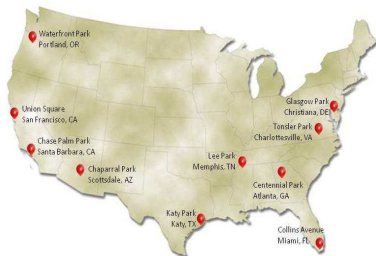 Waterfront Park
Portland, OR
Union Square
San Francisco, CA
Chase Palm Park
Santa Barbara, CA
Chaparral Park
Scottsdale, AZ
Katy Park
Katy, TX
Lee Park
Memphis, TN
Glasgow Park
Christiana, DE
Tonsler Park
Charlottesville, VA
Centennial Park
Atlanta, GA
Collins Avenue
Miami, FL